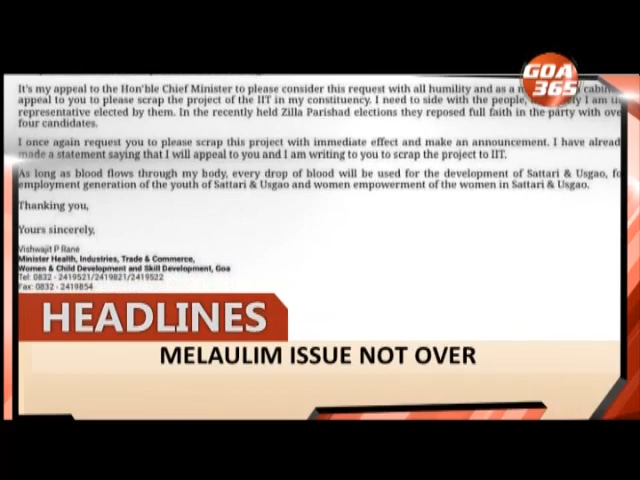 GOA
365
It's my appeal to the Hon'ble Chief Minister to please consider this request with all humility and as a
appeal to you to please scrap the project of the IIT in my constituency. I need to side with the people,
representative elected by them. In the recently held Zilla Parishad elections they reposed full faith in the party with
four candidates.
I once again request you to please scrap this project with immediate effect and make an announcement. I have
made a statement saying that I will appeal to you and I am writing to you to scrap the project to IIT.
As long as blood flows through my body, every drop of blood will be used for the development of Sattari & Usgao,
employment generation of the youth of Sattari & Usgao and women empowerment of the women in Sattari & Usgao.
Thanking you,
Yours sincerely,
Vishwajit P Rane
Minister Health, Industries, Trade & Commerce,
Women & Child Development and Skill Development, Goa
Tel: 0832 - 2419521/2419821/2419522
Fax: 0832 - 2419854
HEADLINES
MELAULIM ISSUE NOT OVER